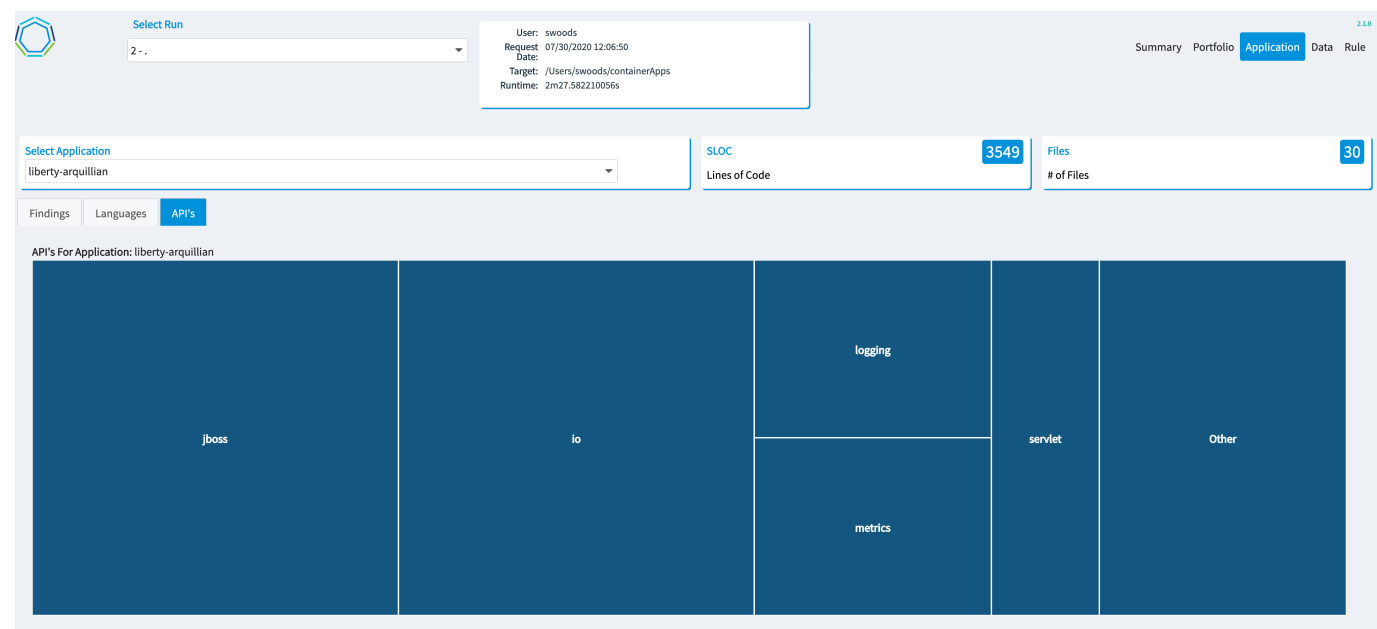 Select Run
2 - .
User: swoods
Request Date: 07/30/2020 12:06:50
Target: /Users/swoods/containerApps
Runtime: 2m27.582210056s
2.1.0
Summary Portfolio Application Data Rule
Select Application
liberty-arquillian
SLOC 3549
Lines of Code
Files 30
# of Files
Findings Languages API's
API's For Application: liberty-arquillian
jboss
io
logging
metrics
servlet
Other